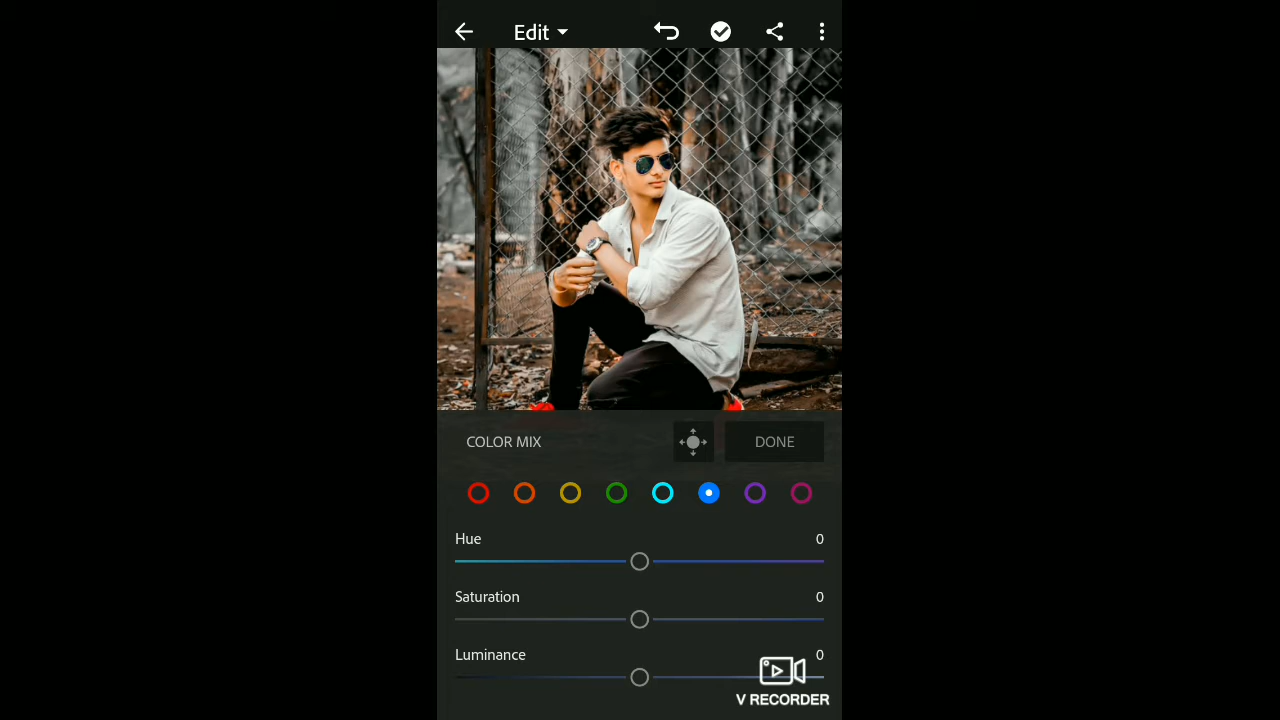 Edit
COLOR MIX
DONE
Hue 0
Saturation 0
Luminance 0
V RECORDER